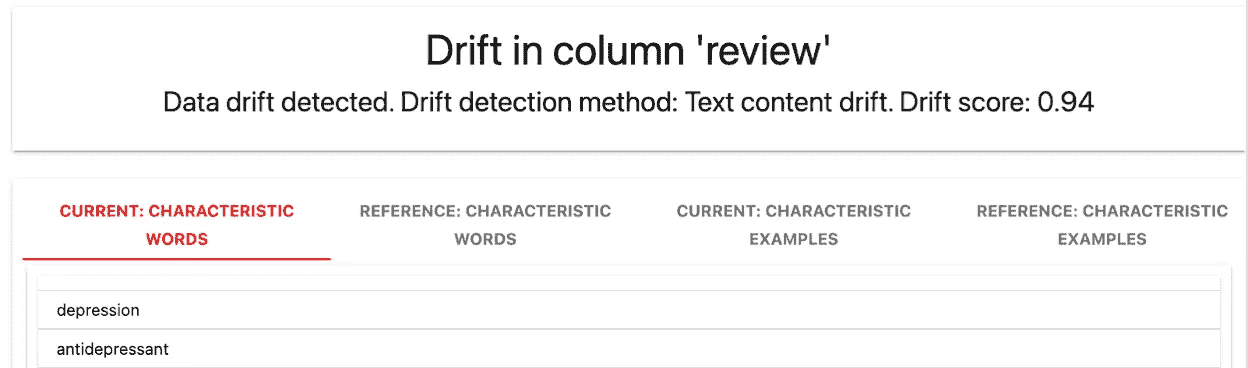 Drift in column 'review'
Data drift detected. Drift detection method: Text content drift. Drift score: 0.94
CURRENT: CHARACTERISTIC
WORDS
REFERENCE: CHARACTERISTIC
WORDS
CURRENT: CHARACTERISTIC
EXAMPLES
REFERENCE: CHARACTERISTIC
EXAMPLES
depression
antidepressant